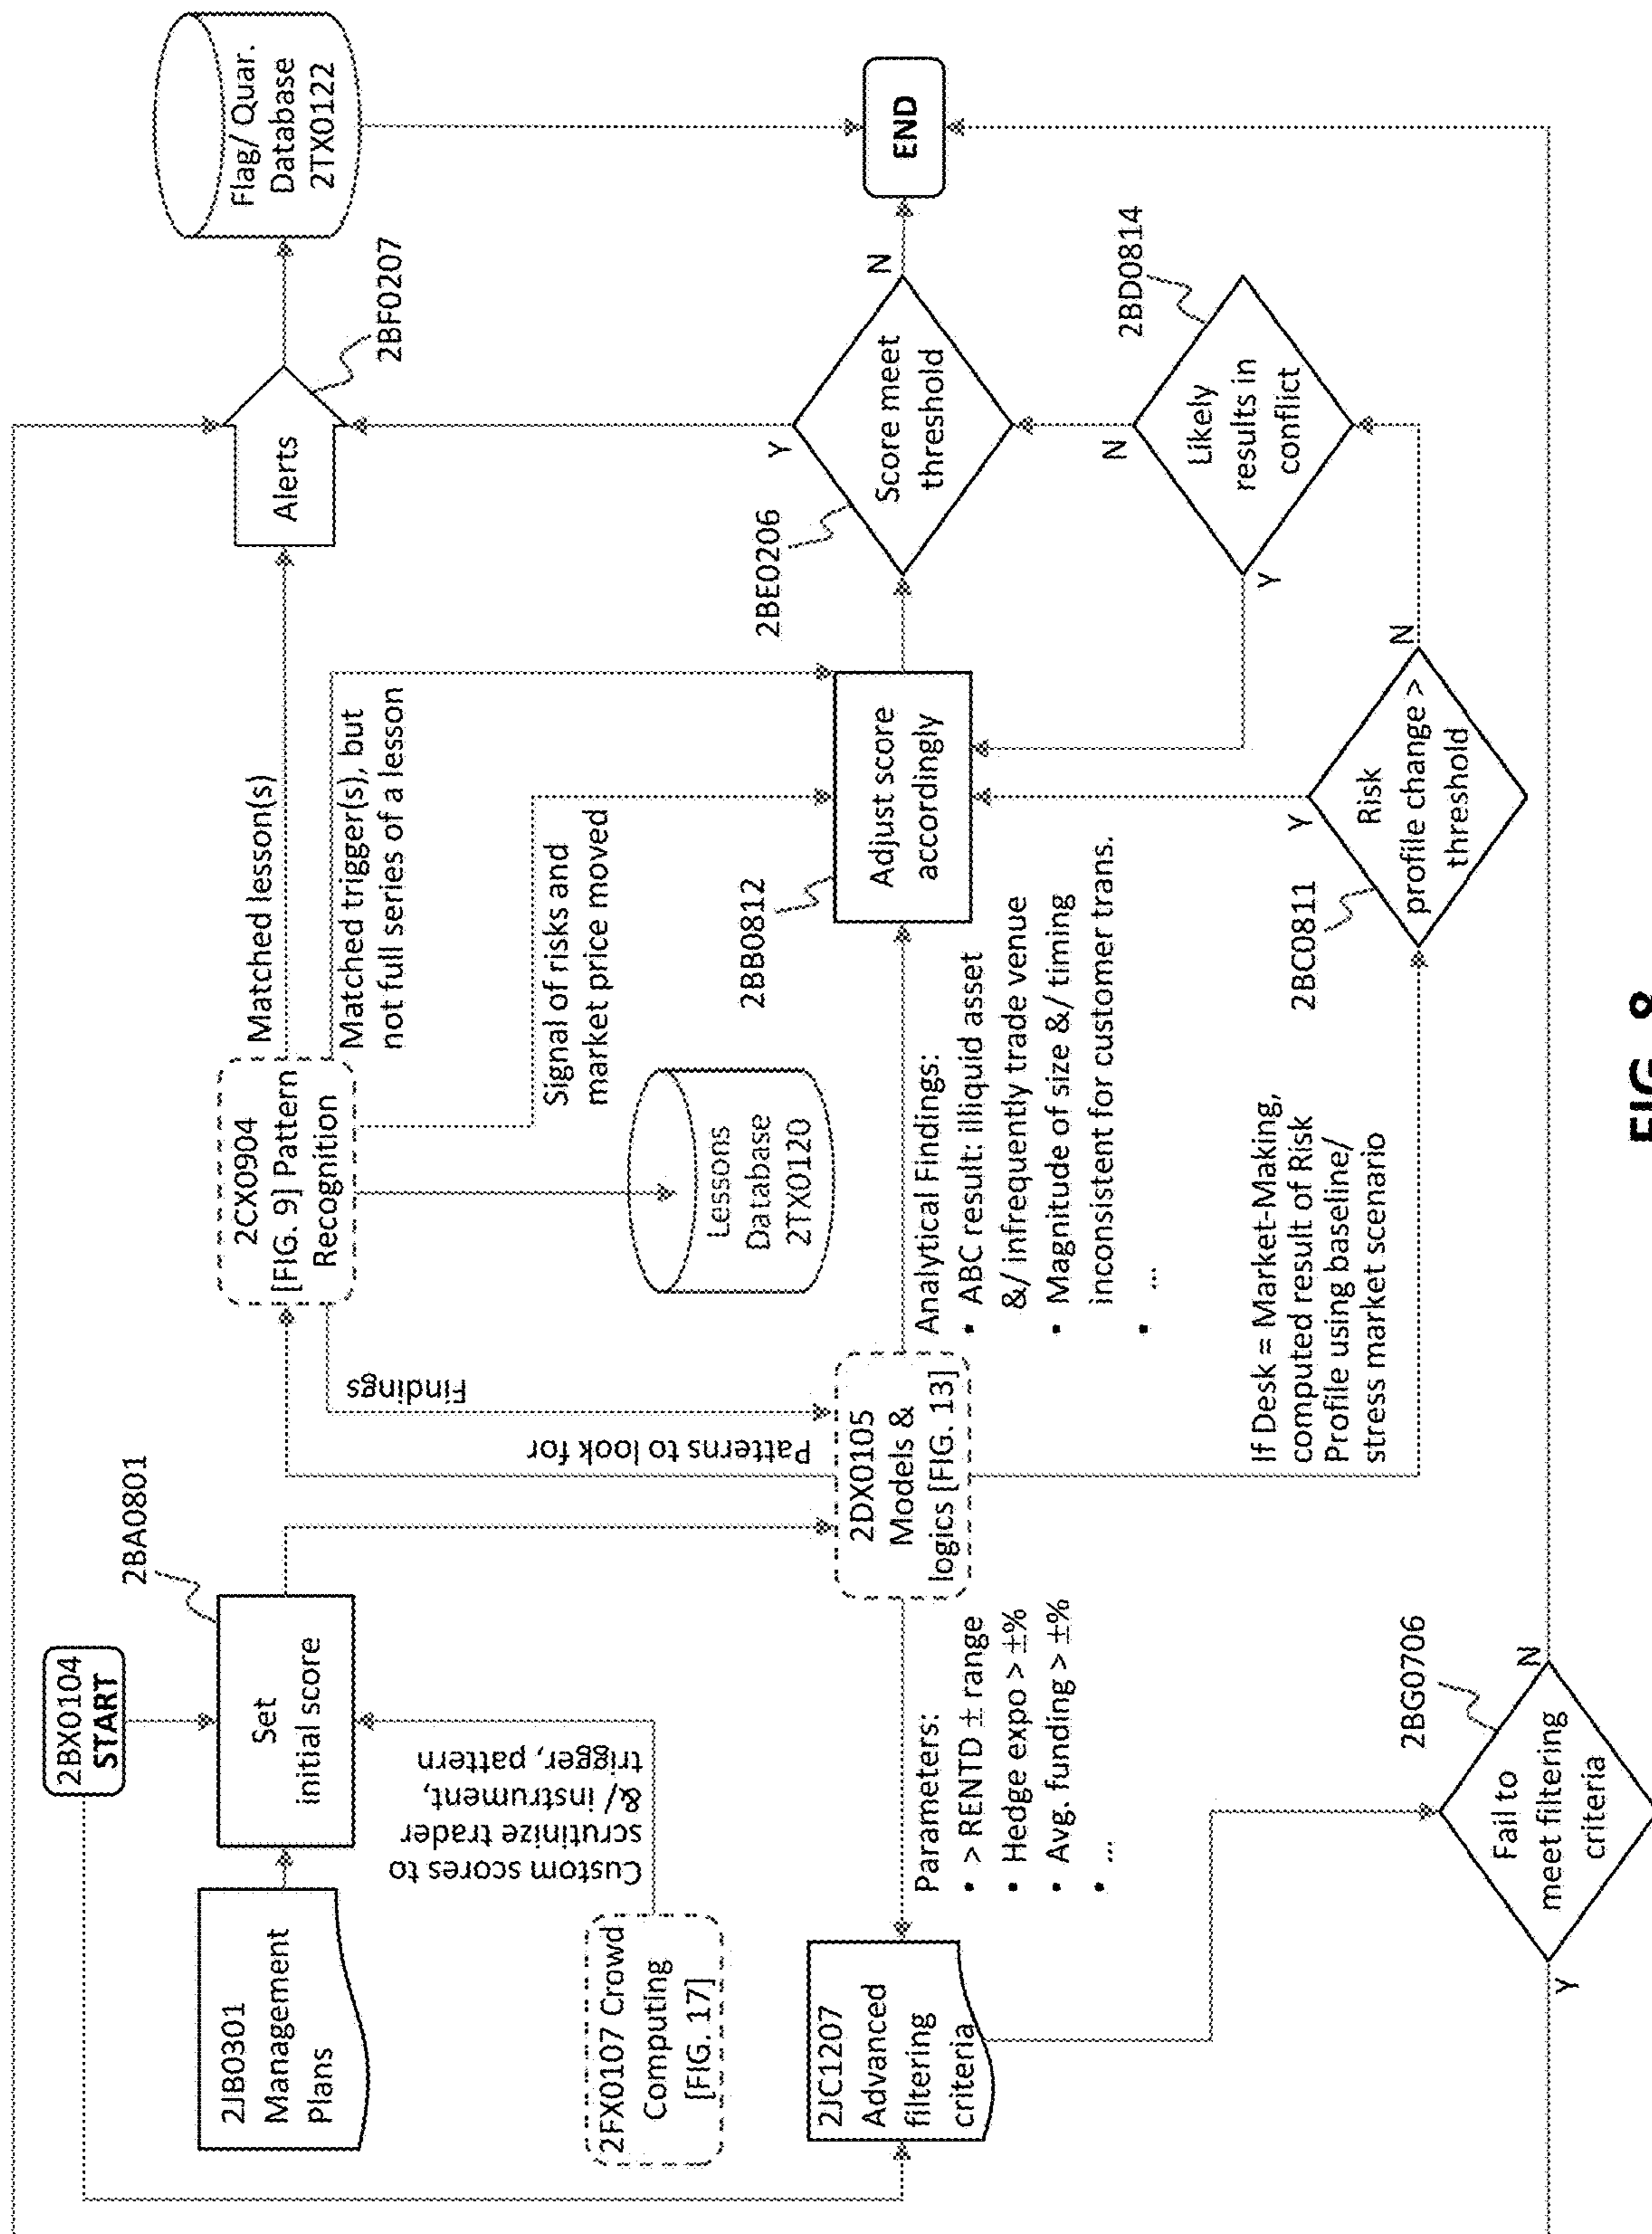 2BX0104
START
2BA0801
2JB0301
Management
Plans
Set
initial score
2CX0904
[FIG. 9] Pattern
Recognition
Matched lesson(s)
Matched trigger(s), but
not full series of a lesson
Alerts
2BF0207
Flag/ Quar.
Database
2TX0122
Custom scores to
scrutinize trader
&/ instrument,
trigger, pattern
Findings
Patterns to look for
Signal of risks and
market price moved
2FX0107 Crowd
Computing
[FIG. 17]
Lessons
Database
2TX0120
2BB0812
2BE0206
2JC1207
Advanced
filtering
criteria
Parameters:
• > RENTD ± range
• Hedge expo > ±%
• Avg. funding > ±%
• ...
2DX0105
Models &
logics [FIG. 13]
Analytical Findings:
• ABC result: illiquid asset
&/ infrequently trade venue
• Magnitude of size &/ timing
inconsistent for customer trans.
• ...
Adjust score
accordingly
Y
Score meet
threshold
N
END
2BD0814
N
Likely
results in
conflict
Y
If Desk = Market-Making,
computed result of Risk
Profile using baseline/
stress market scenario
2BC0811
Y
Risk
profile change >
threshold
N
2BG0706
Fail to
meet filtering
criteria
Y
N
FIG. 8